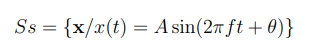 Ss = {x/x(t) = A sin(2πft + θ)}